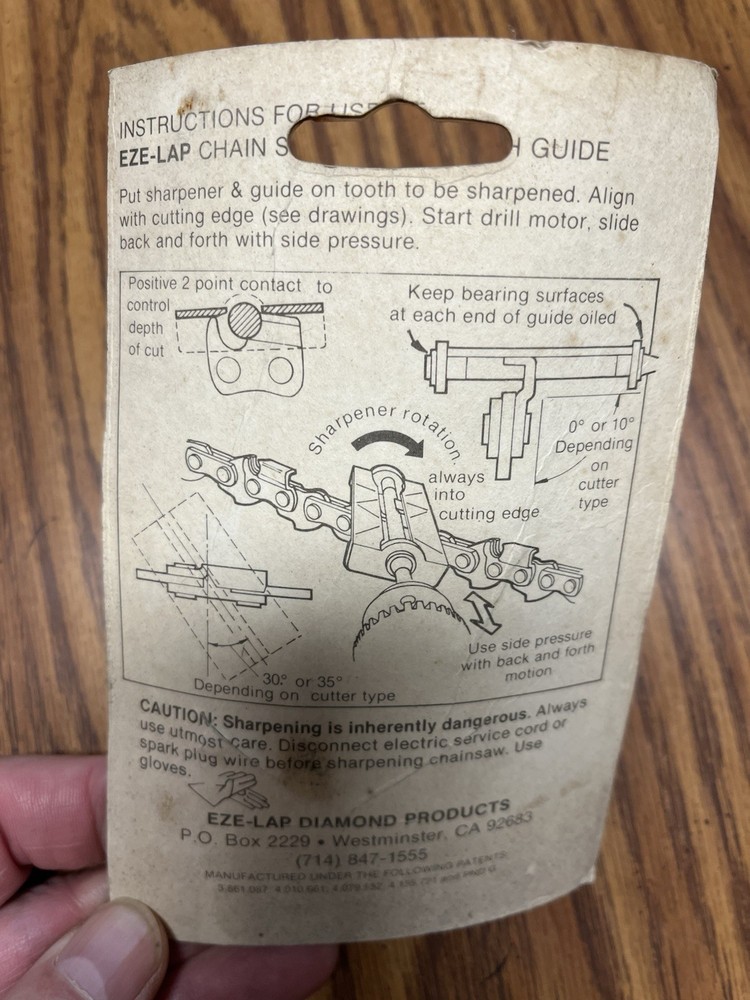 INSTRUCTIONS FOR USE
EZE-LAP CHAIN S H GUIDE
Put sharpener & guide on tooth to be sharpened. Align
with cutting edge (see drawings). Start drill motor, slide
back and forth with side pressure.
Positive 2 point contact to
control
depth
of cut
Keep bearing surfaces
at each end of guide oiled
0° or 10°
Depending
on
cutter
type
Sharpener rotation.
always
into
cutting edge
Use side pressure
with back and forth
motion
30° or 35°
Depending on cutter type
CAUTION: Sharpening is inherently dangerous. Always
use utmost care. Disconnect electric service cord or
spark plug wire before sharpening chainsaw. Use
gloves.
EZE-LAP DIAMOND PRODUCTS
P.O. Box 2229 • Westminster, CA 92683
(714) 847-1555
MANUFACTURED UNDER THE FOLLOWING PATENTS: